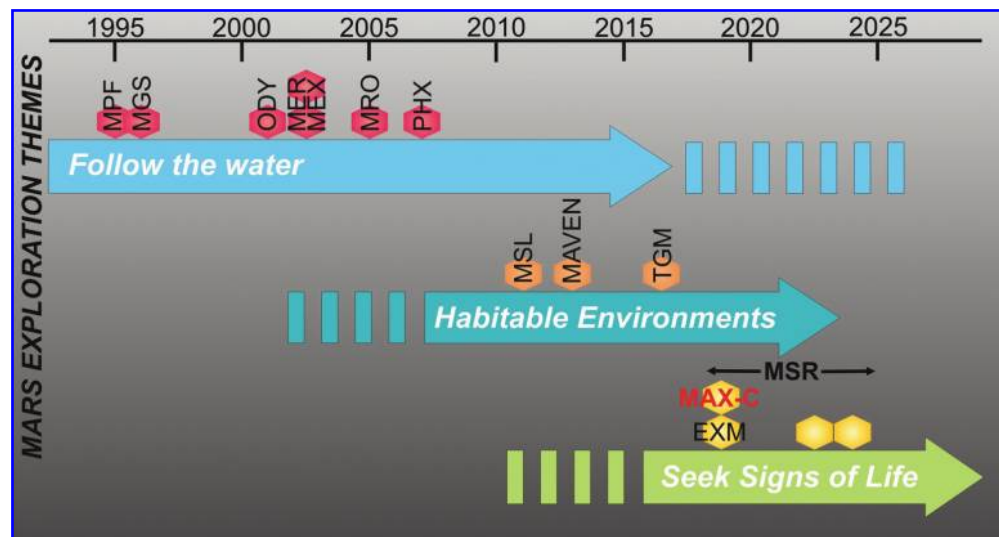 1995 2000 2005 2010 2015 2020 2025
MARS EXPLORATION THEMES
MPF
MGS
ODY
MER
MEX
MRO
PHX
Follow the water
MSL
MAVEN
TGM
Habitable Environments
MSR
MAX-C
EXM
Seek Signs of Life